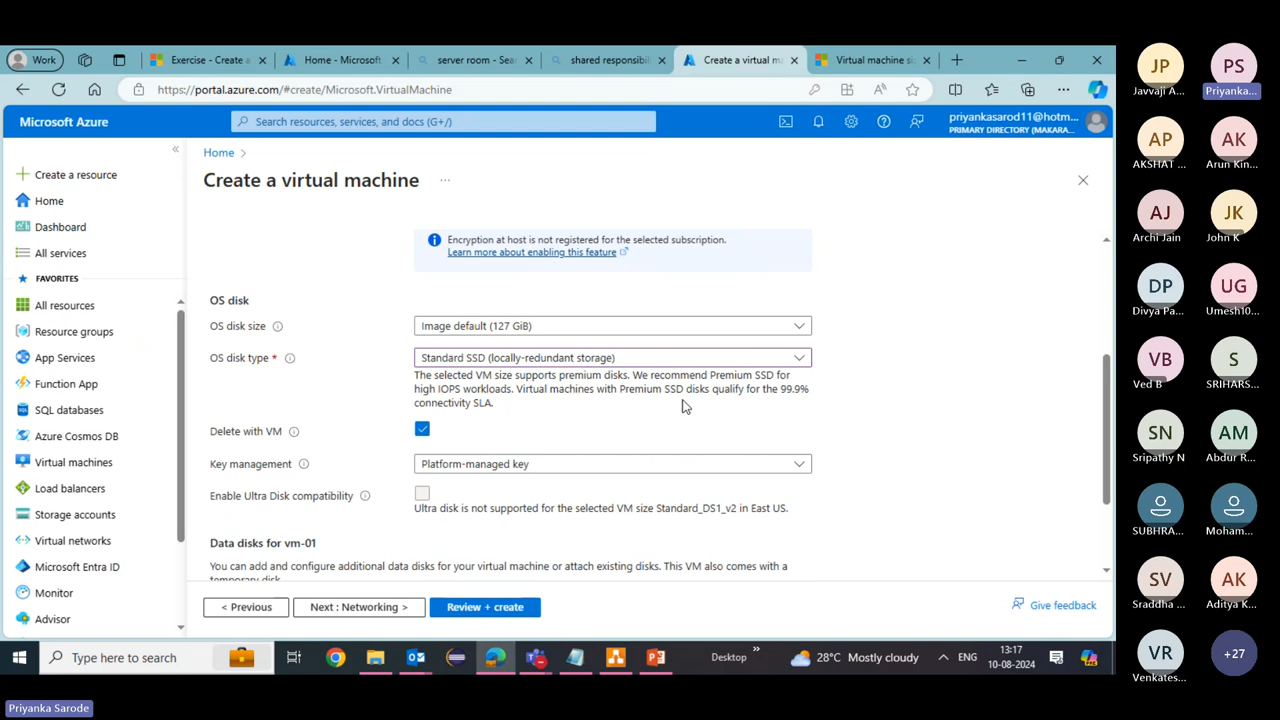 Work
Exercise - Create a
Home - Microsoft
server room - Sear
shared responsibil
Create a virtual ma
Virtual machine si
https://portal.azure.com/#create/Microsoft.VirtualMachine
Microsoft Azure
Search resources, services, and docs (G+/)
priyankasarod11@hotm...
PRIMARY DIRECTORY (MAKARA...
Create a resource
Home
Dashboard
All services
FAVORITES
All resources
Resource groups
App Services
Function App
SQL databases
Azure Cosmos DB
Virtual machines
Load balancers
Storage accounts
Virtual networks
Microsoft Entra ID
Monitor
Advisor
Home >
Create a virtual machine ...
Encryption at host is not registered for the selected subscription.
Learn more about enabling this feature
OS disk
OS disk size
Image default (127 GiB)
OS disk type *
Standard SSD (locally-redundant storage)
The selected VM size supports premium disks. We recommend Premium SSD for
high IOPS workloads. Virtual machines with Premium SSD disks qualify for the 99.9%
connectivity SLA.
Delete with VM
Key management
Platform-managed key
Enable Ultra Disk compatibility
Ultra disk is not supported for the selected VM size Standard_DS1_v2 in East US.
Data disks for vm-01
You can add and configure additional data disks for your virtual machine or attach existing disks. This VM also comes with a
temporary disk.
< Previous
Next : Networking >
Review + create
Give feedback
Type here to search
Desktop
28°C Mostly cloudy
ENG
13:17
10-08-2024
Priyanka Sarode
JP
Javvaji A...
PS
Priyanka...
AP
AKSHAT ...
AK
Arun Kin...
AJ
Archi Jain
JK
John K
DP
Divya Pa...
UG
Umesh10...
VB
Ved B
S
SRIHARS...
SN
Sripathy N
AM
Abdur R...
SUBHRA...
Moham...
SV
Sraddha ...
AK
Aditya K...
VR
Venkates...
+27